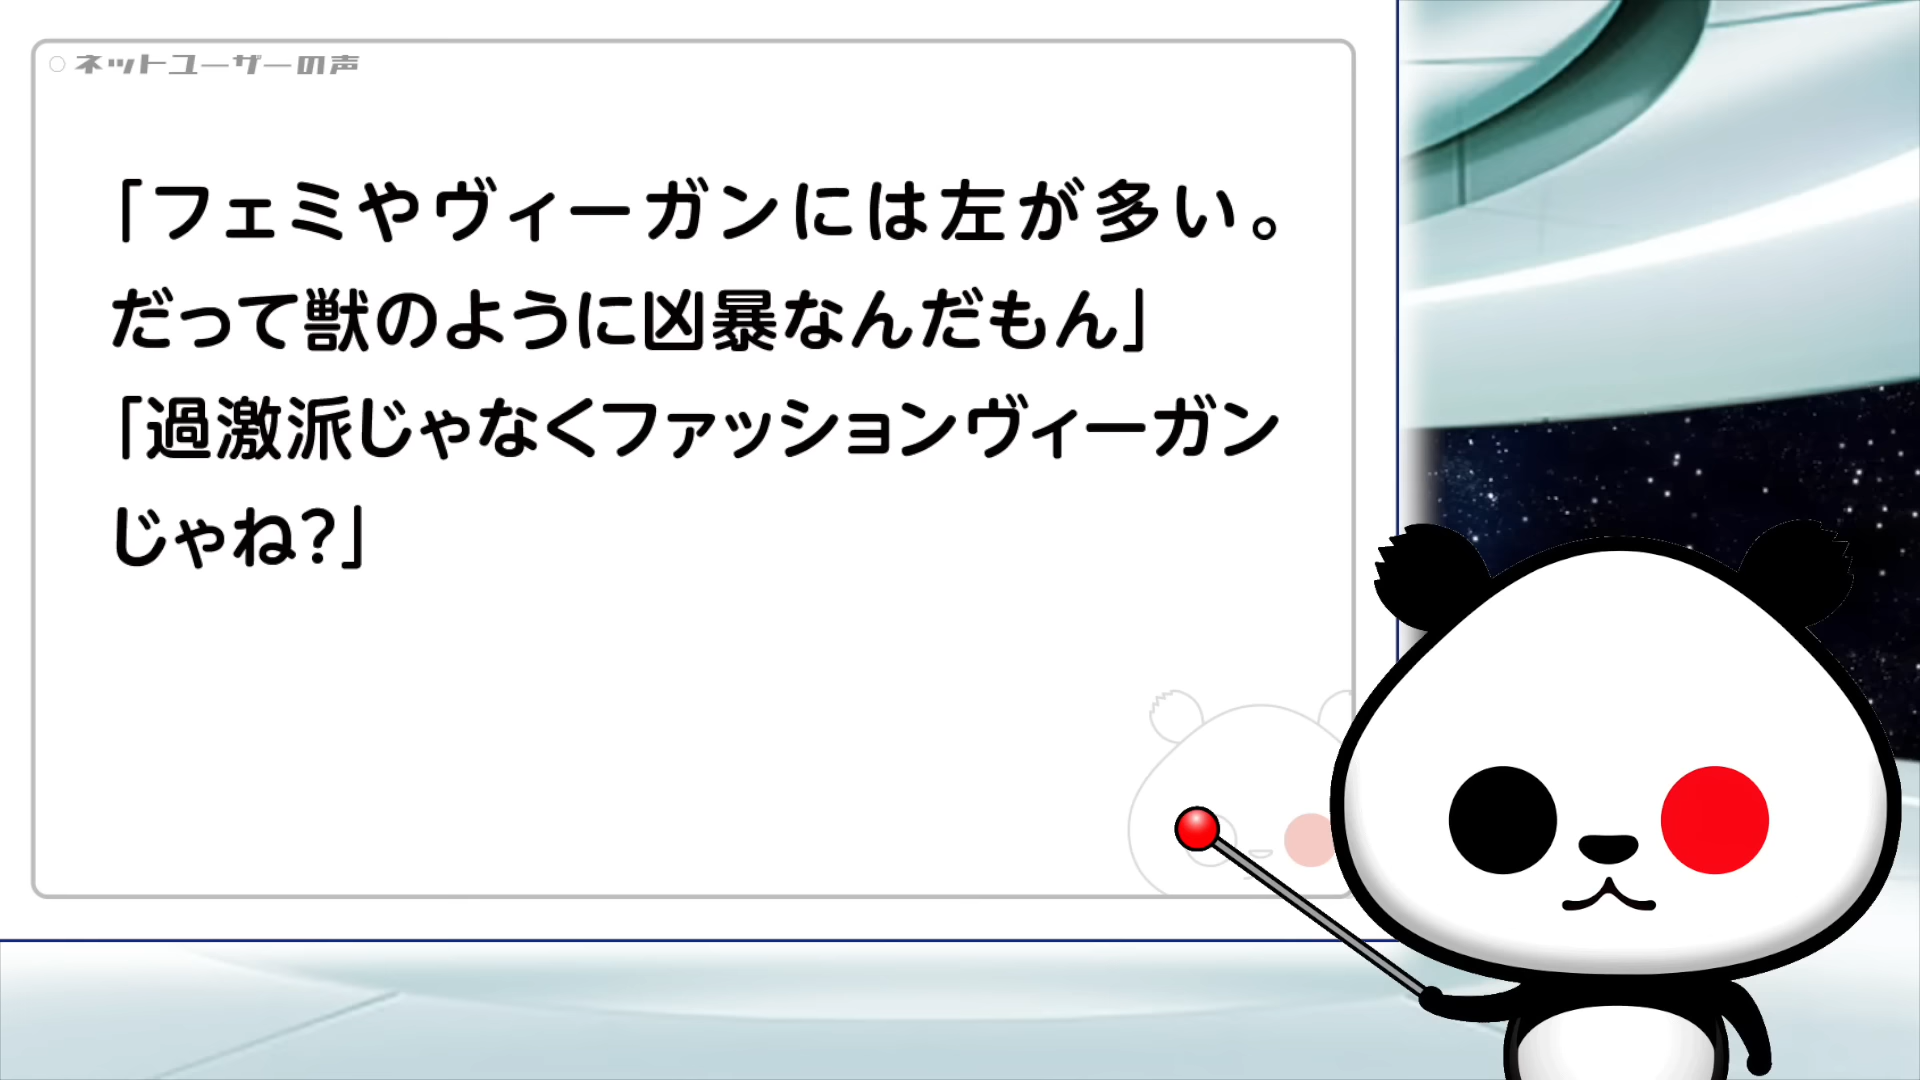 ○ ネットユーザーの声
「フェミやヴィーガンには左が多い。
だって獣のように凶暴なんだもん」
「過激派じゃなくファッションヴィーガン
じゃね?」